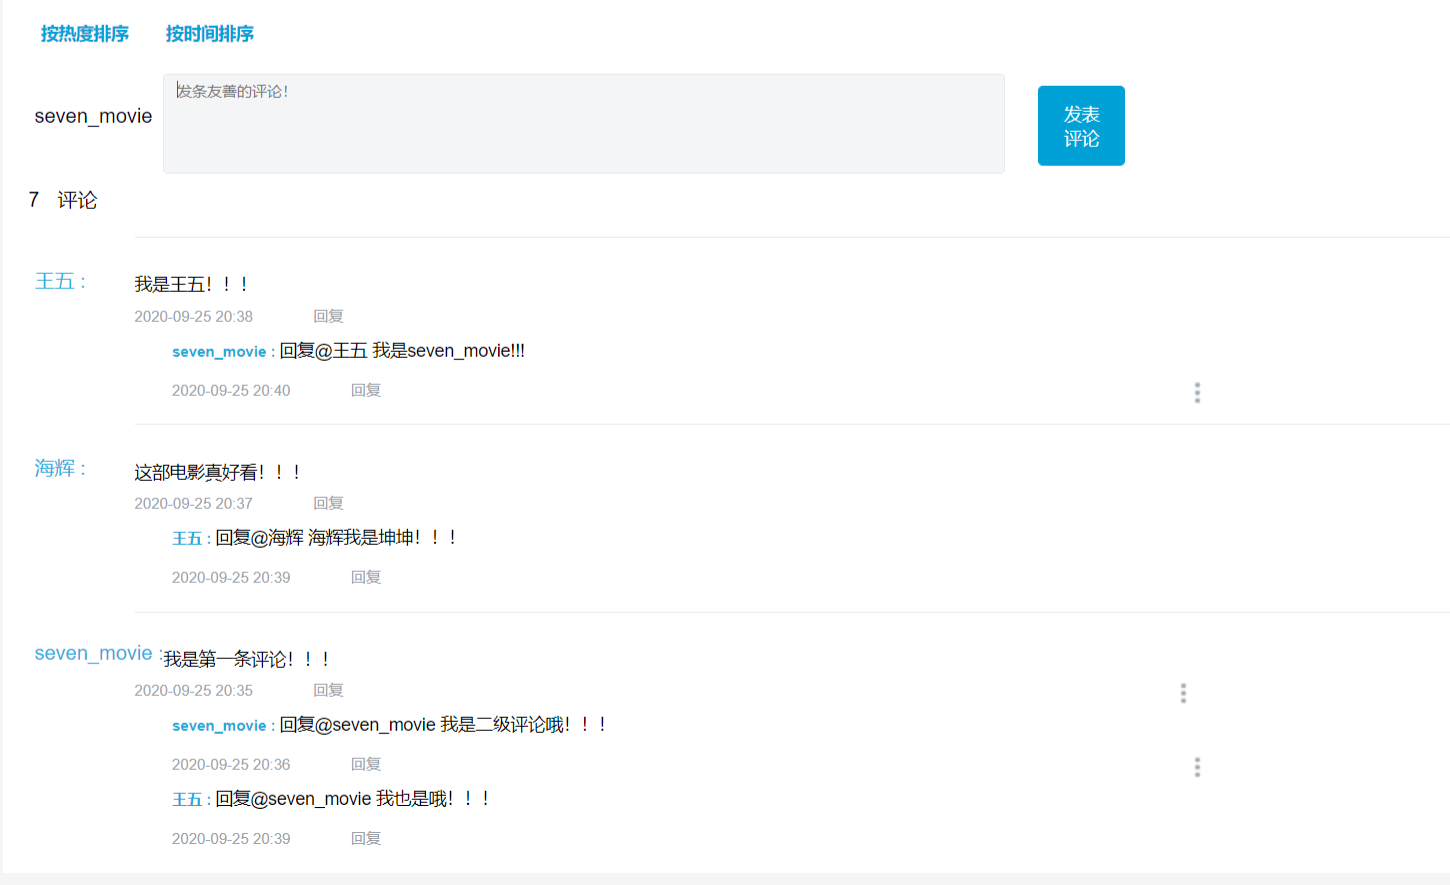 按热度排序 按时间排序
seven_movie 发条友善的评论! 发表
评论
7 评论
王五 : 我是王五！！！
2020-09-25 20:38 回复
seven_movie : 回复@王五 我是seven_movie!!!
2020-09-25 20:40 回复
海辉 : 这部电影真好看！！！
2020-09-25 20:37 回复
王五 : 回复@海辉 海辉我是坤坤！！！
2020-09-25 20:39 回复
seven_movie : 我是第一条评论！！！
2020-09-25 20:35 回复
seven_movie : 回复@seven_movie 我是二级评论哦！！！
2020-09-25 20:36 回复
王五 : 回复@seven_movie 我也是哦！！！
2020-09-25 20:39 回复